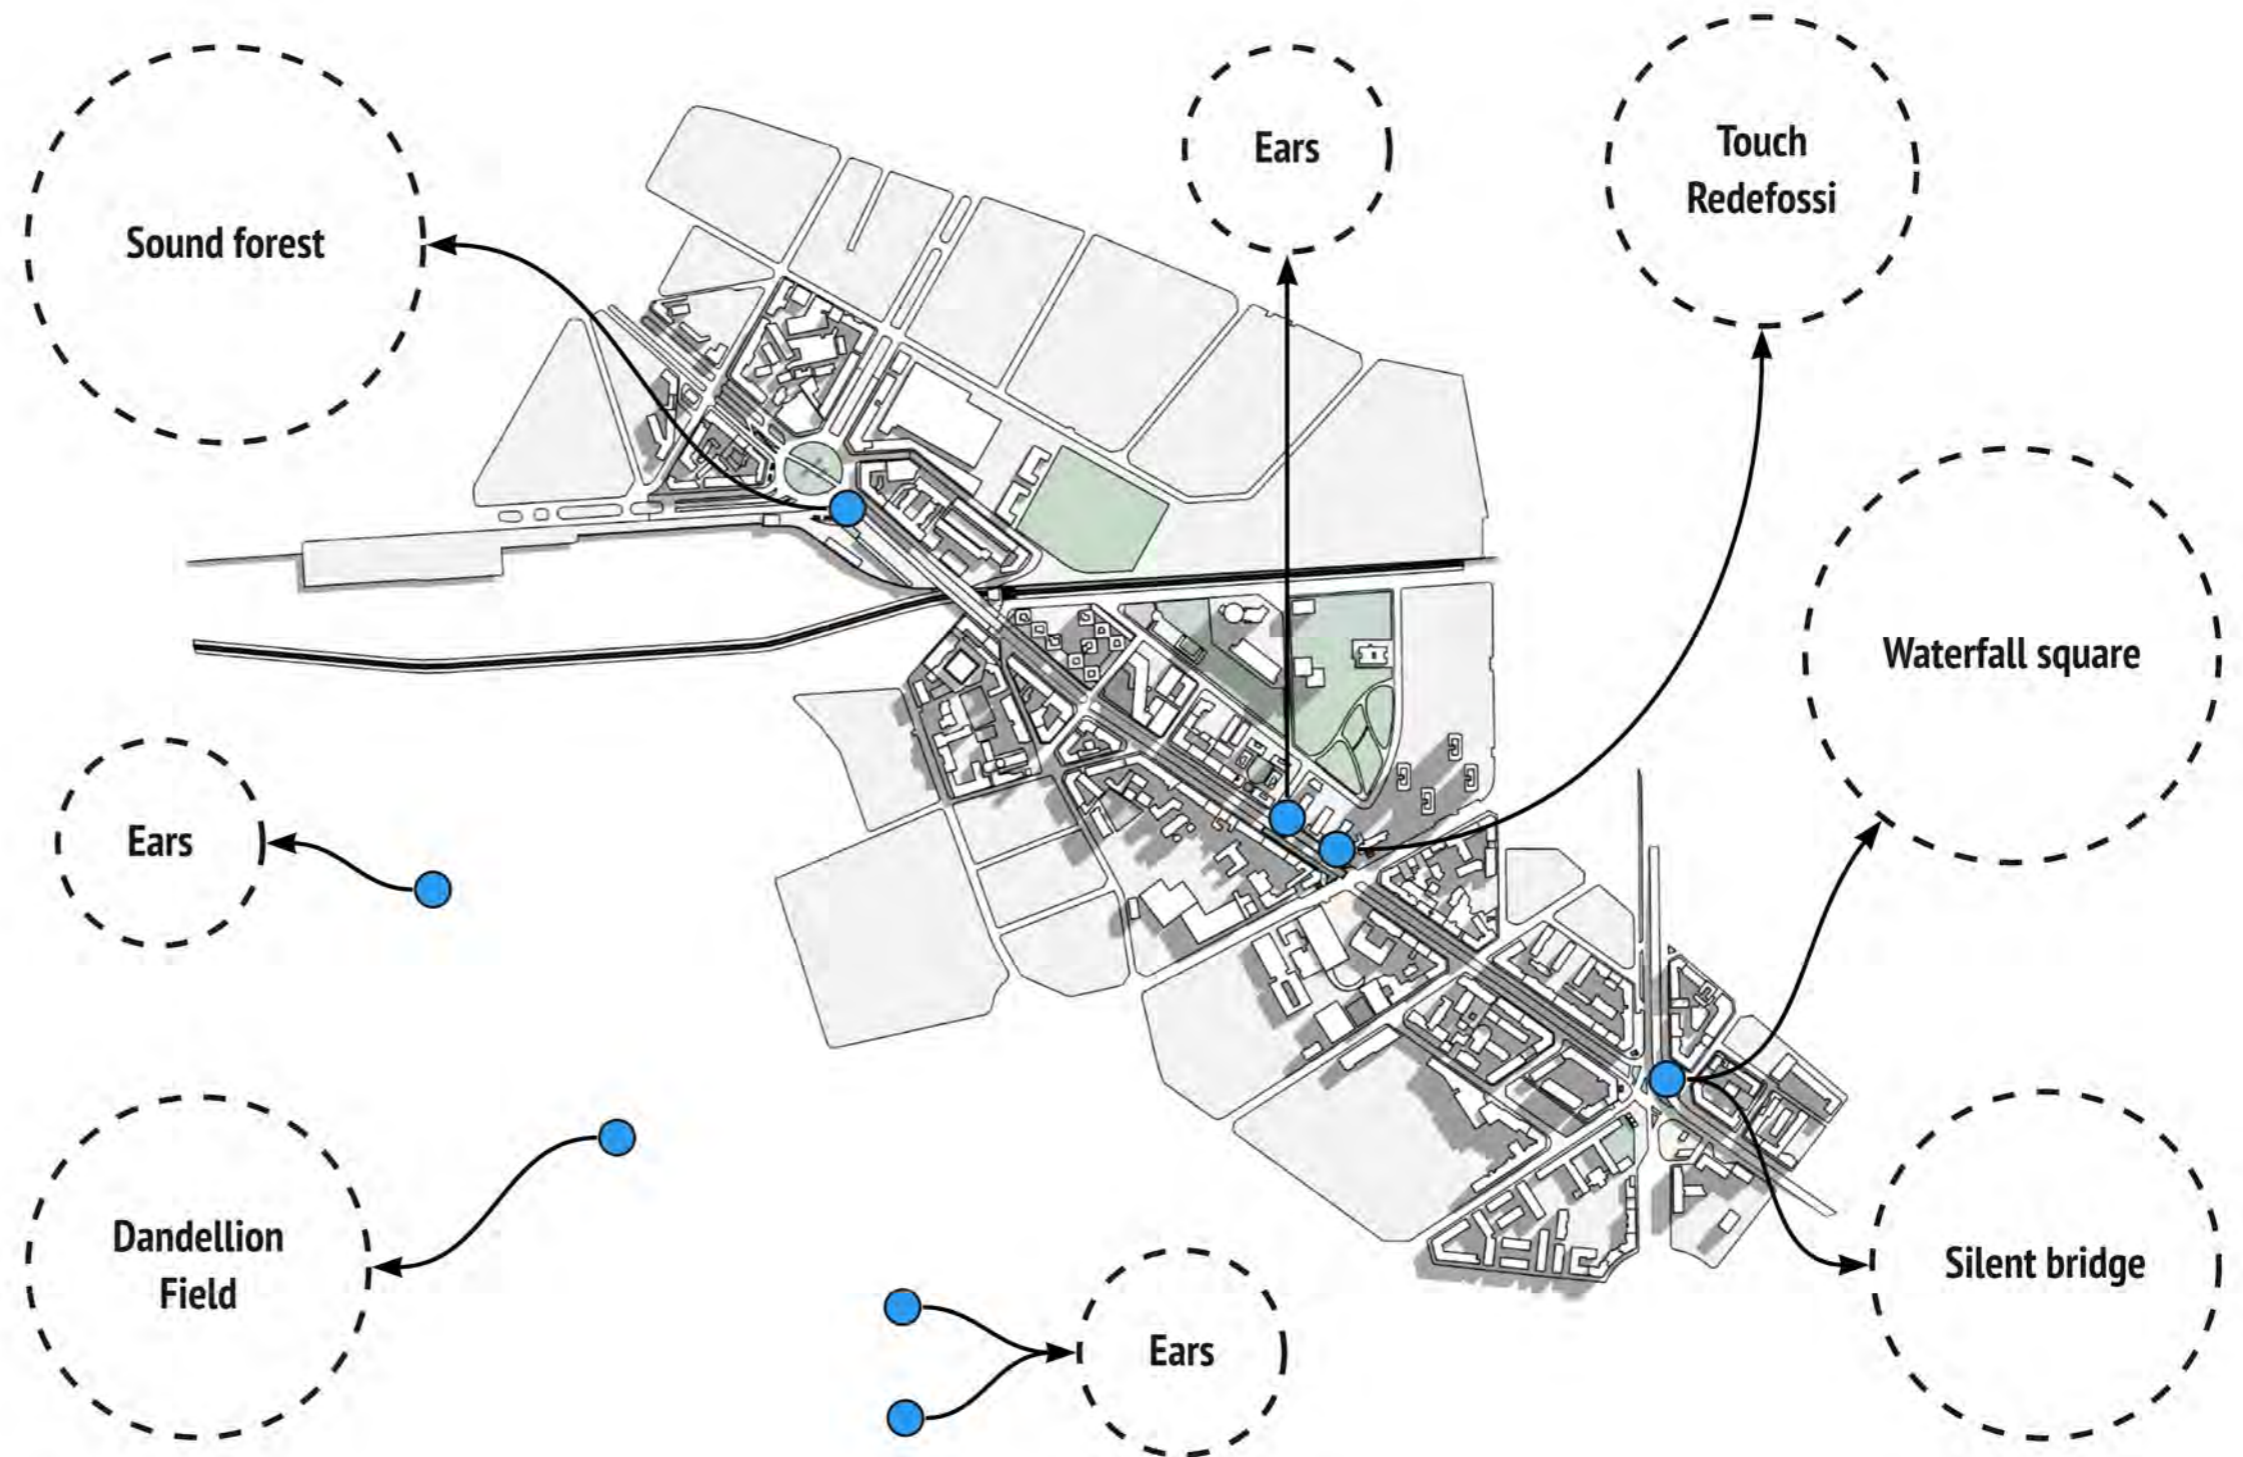 Ears
Touch
Redefossi
Sound forest
Waterfall square
Ears
Dandellion
Field
Silent bridge
Ears